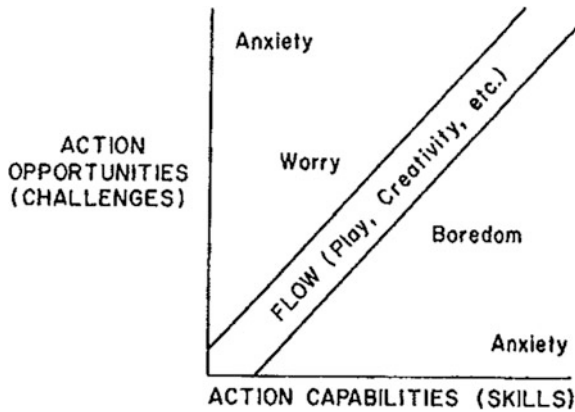 Anxiety
ACTION
OPPORTUNITIES
(CHALLENGES)
Worry
FLOW (Play, Creativity, etc.)
Boredom
Anxiety
ACTION CAPABILITIES (SKILLS)